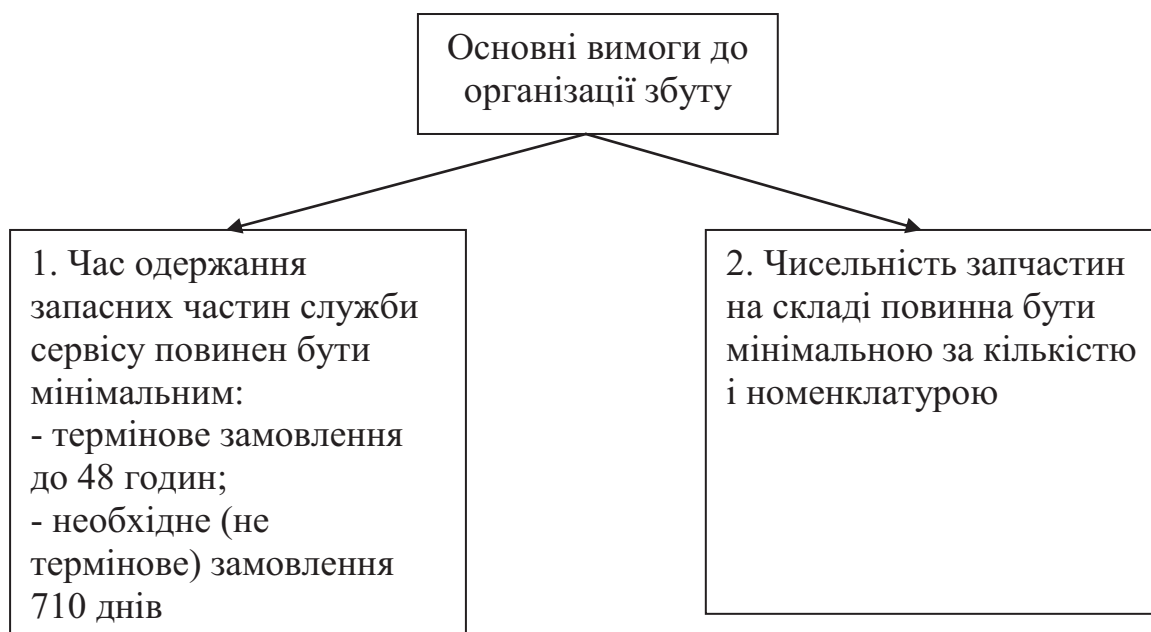 Основні вимоги до
організації збуту
1. Час одержання
запасних частин служби
сервісу повинен бути
мінімальним:
- термінове замовлення
до 48 годин;
- необхідне (не
термінове) замовлення
710 днів
2. Чисельність запчастин
на складі повинна бути
мінімальною за кількістю
і номенклатурою